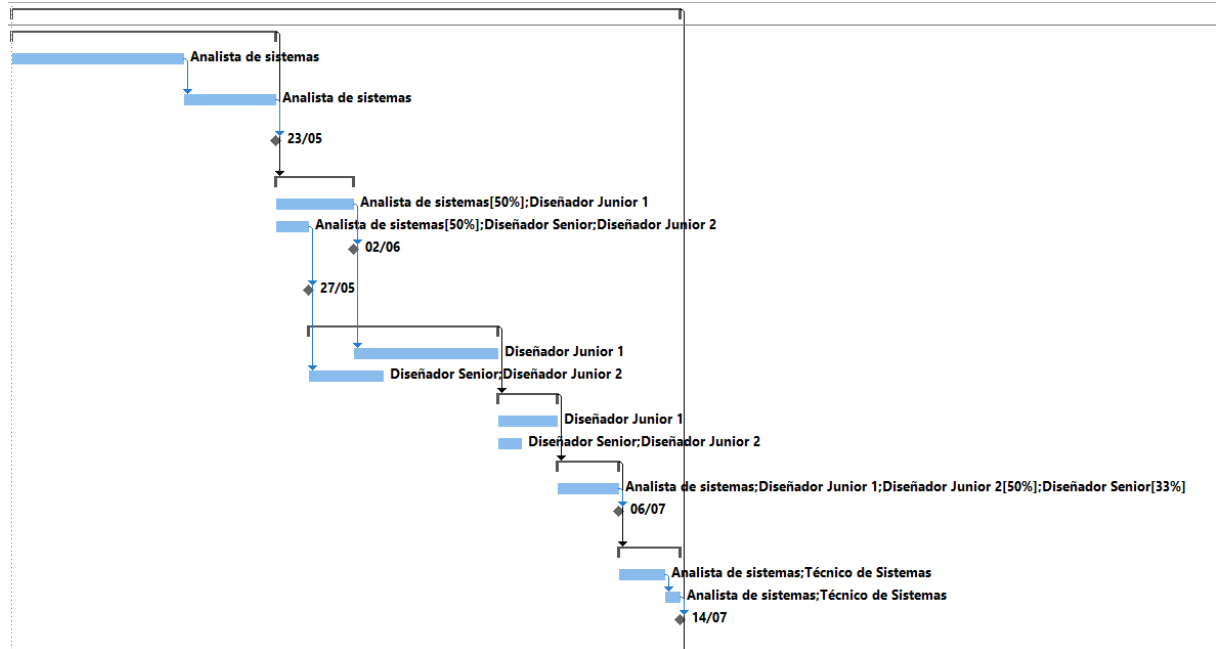 Analista de sistemas
Analista de sistemas
23/05
Analista de sistemas[50%];Diseñador Junior 1
Analista de sistemas[50%];Diseñador Senior;Diseñador Junior 2
02/06
27/05
Diseñador Junior 1
Diseñador Senior;Diseñador Junior 2
Diseñador Junior 1
Diseñador Senior;Diseñador Junior 2
Analista de sistemas;Diseñador Junior 1;Diseñador Junior 2[50%];Diseñador Senior[33%]
06/07
Analista de sistemas;Técnico de Sistemas
Analista de sistemas;Técnico de Sistemas
14/07